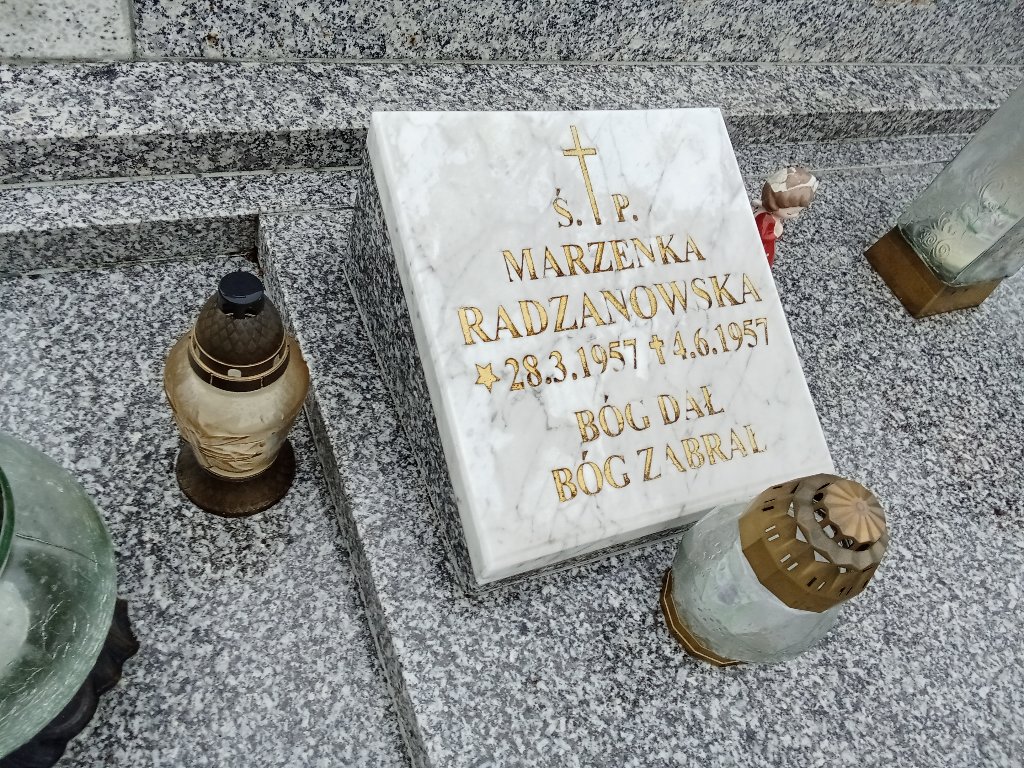 Ś. P.
MARZENKA
RADZANOWSKA
28.3.1957 4.6.1957
BÓG DAŁ
BÓG ZABRAŁ